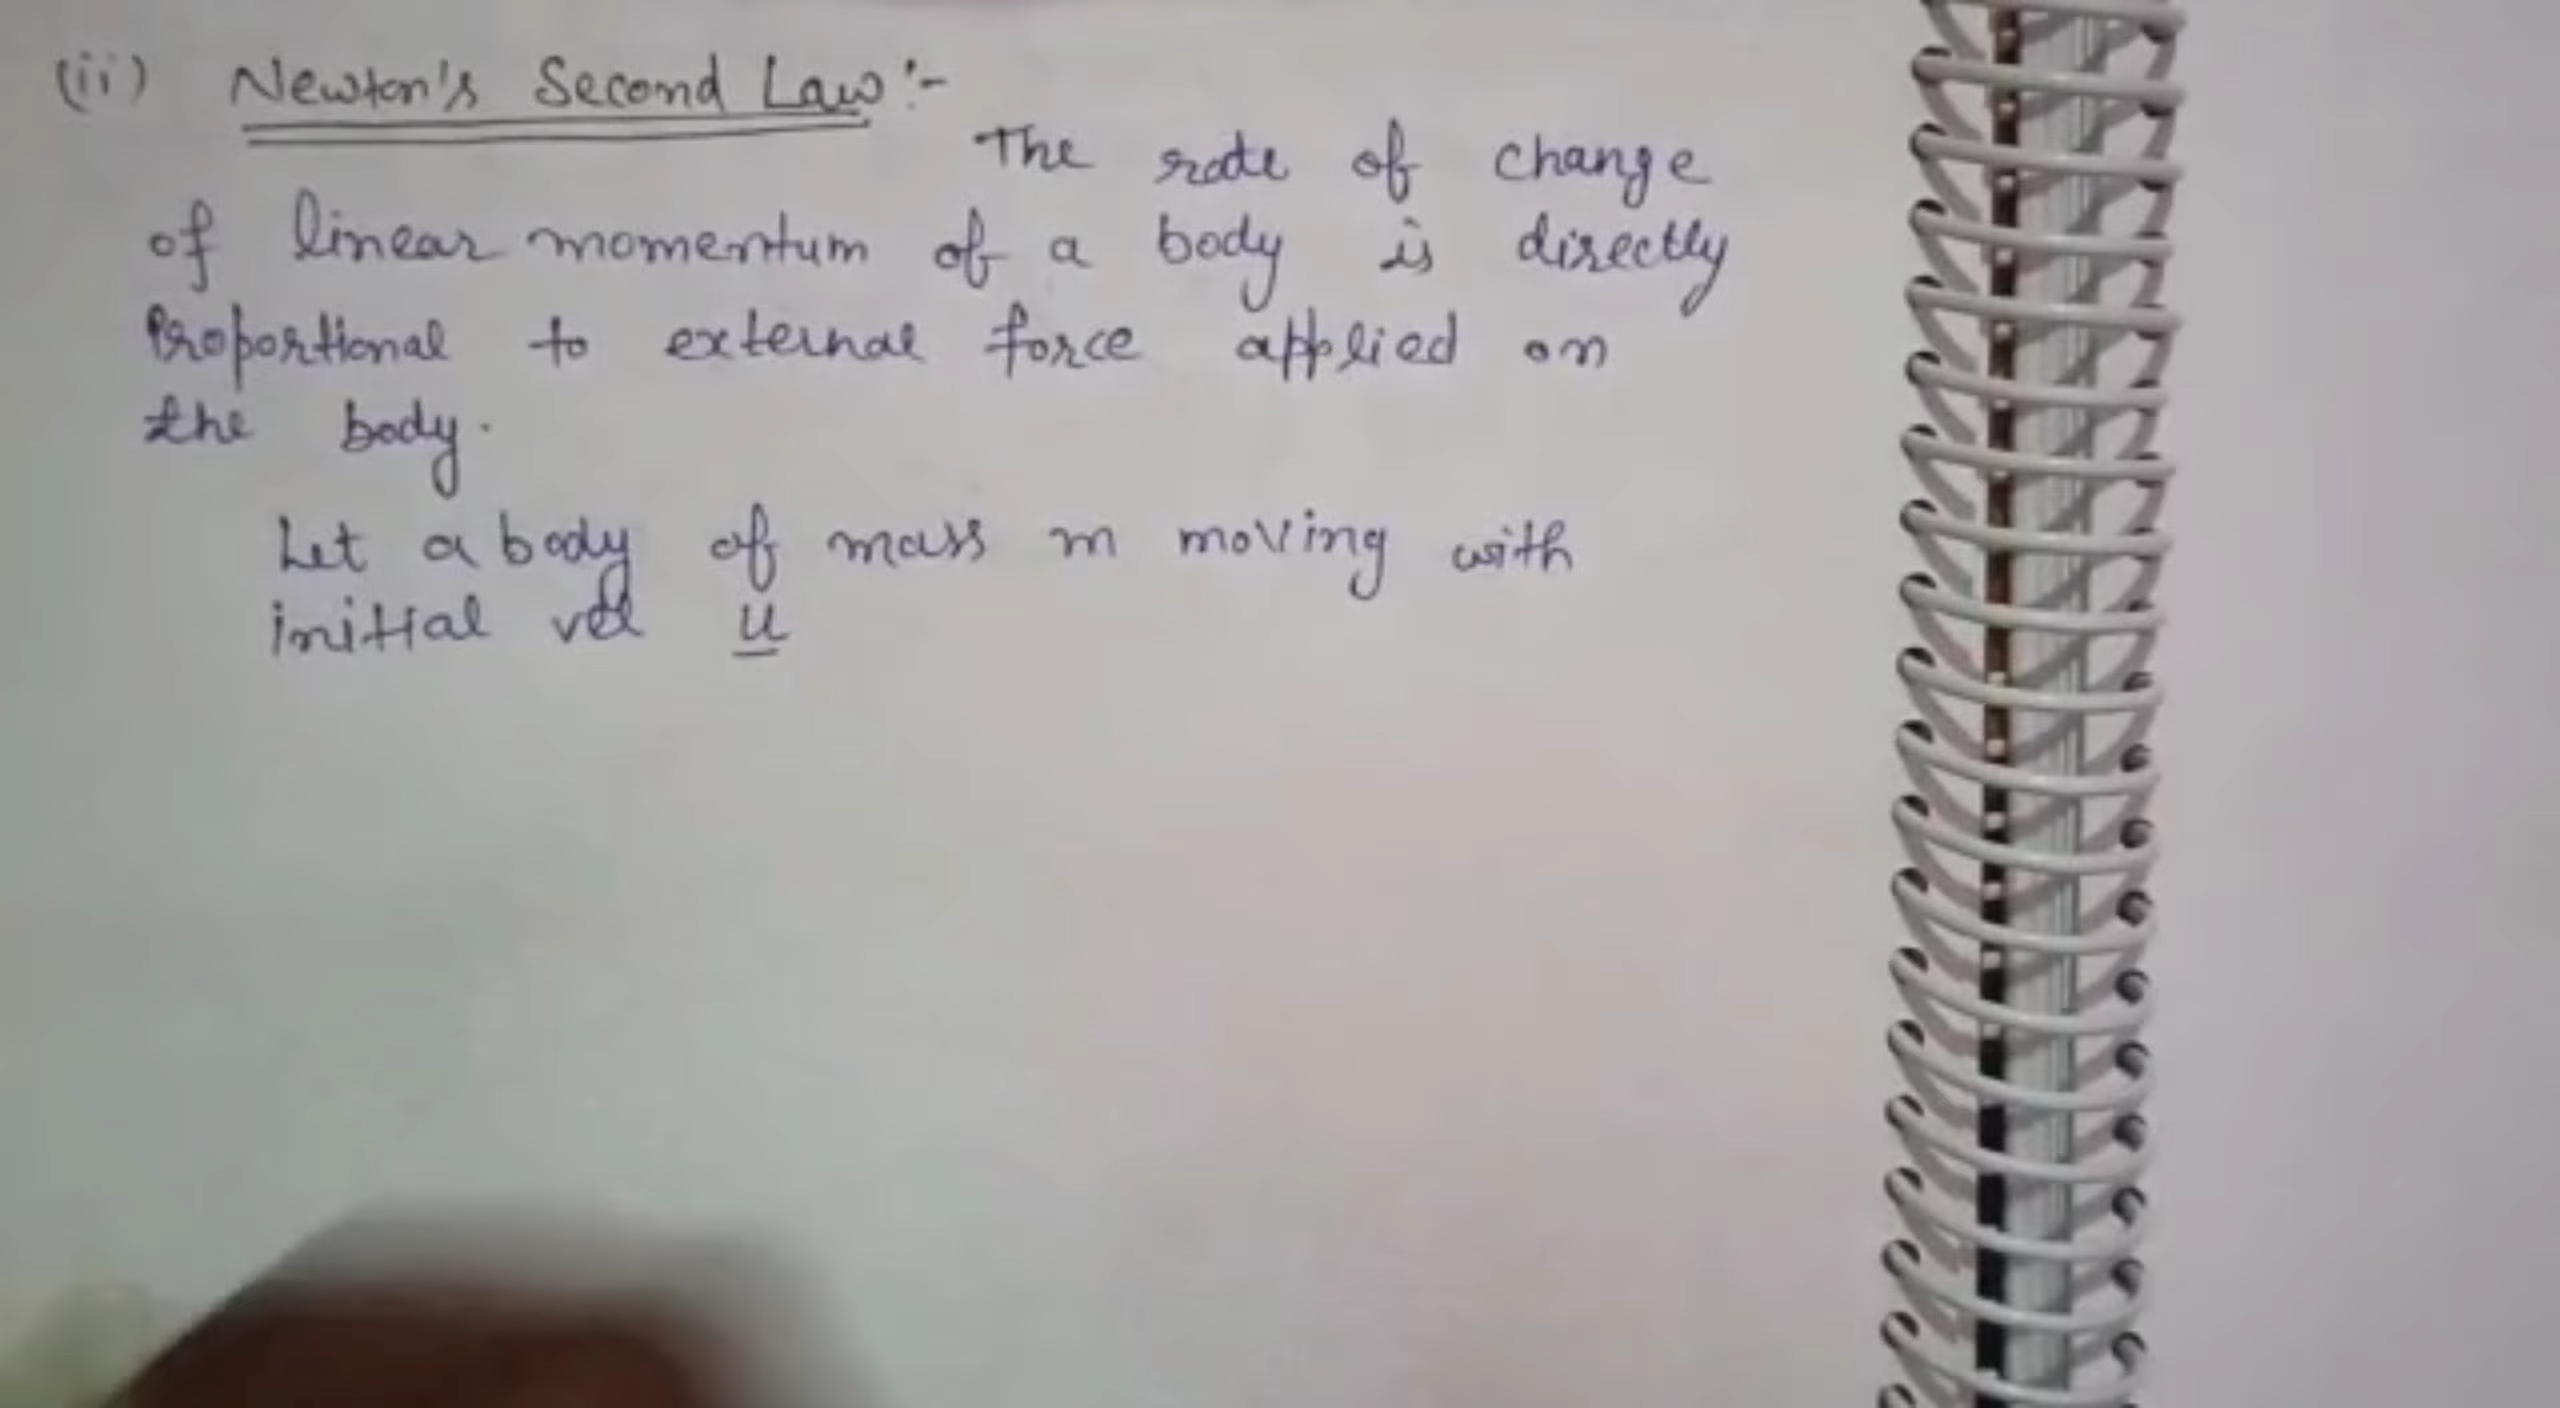 (ii) Newton's Second Law :-
The rate of change
of linear momentum of a body is directly
Proportional to external force applied on
the body.
Let a body of mass m moving with
initial vel u